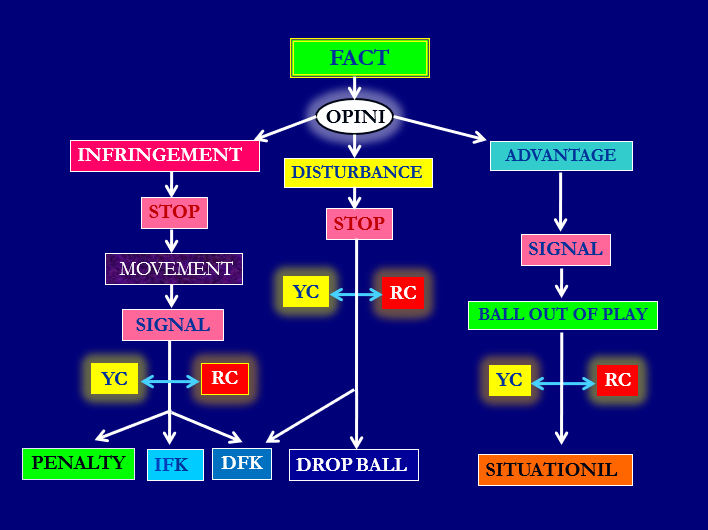 FACT
OPINI
INFRINGEMENT
DISTURBANCE
ADVANTAGE
STOP
STOP
SIGNAL
MOVEMENT
YC
RC
SIGNAL
BALL OUT OF PLAY
YC
RC
YC
RC
PENALTY
IFK
DFK
DROP BALL
SITUATIONIL